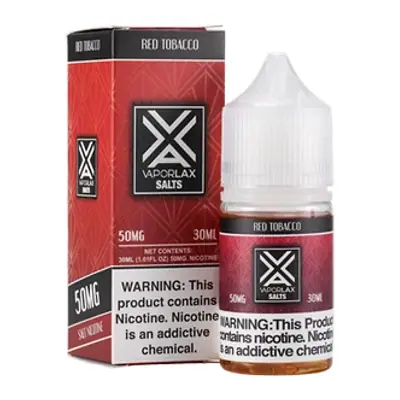 RED TOBACCO
RED TOBACCO
VAPORLAX
SALTS
50MG 30ML
NET CONTENTS:
30ML (1.01FL OZ) 50MG. NICOTINE
WARNING: This
product contains
Nicotine. Nicotine
is an addictive
chemical.
50MG
SALT NICOTINE
RED TOBACCO
VAPORLAX
SALTS
50MG 30ML
WARNING:This Product
contains nicotine. Nicotine
is an addictive chemical.